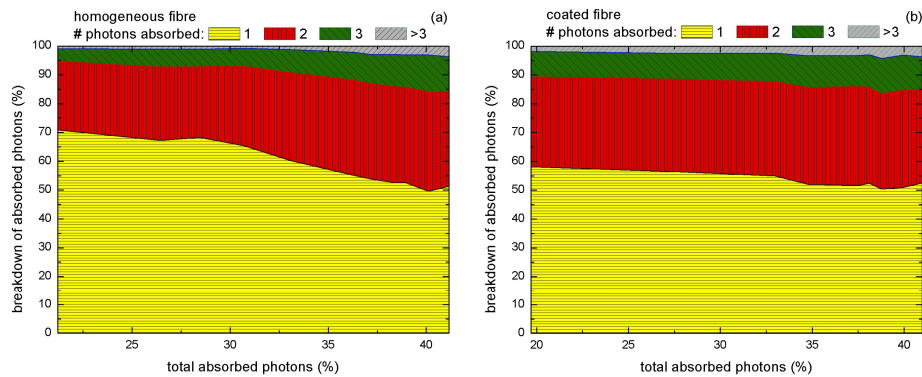 homogeneous fibre (a)
# photons absorbed: 1 2 3 >3
100
90
80
70
60
50
40
30
20
10
0
breakdown of absorbed photons (%)
25 30 35 40
total absorbed photons (%)
coated fibre (b)
# photons absorbed: 1 2 3 >3
100
90
80
70
60
50
40
30
20
10
0
breakdown of absorbed photons (%)
20 25 30 35 40
total absorbed photons (%)